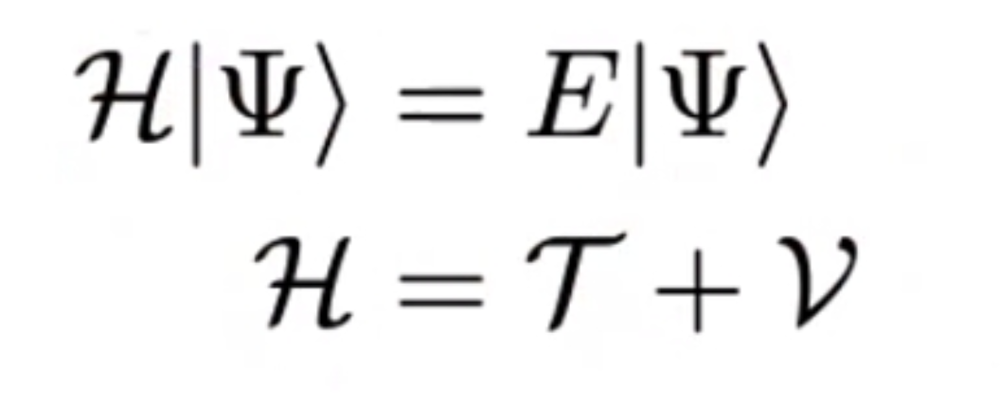 ℋ|Ψ⟩ = E|Ψ⟩
ℋ = 𝒯 + 𝒱